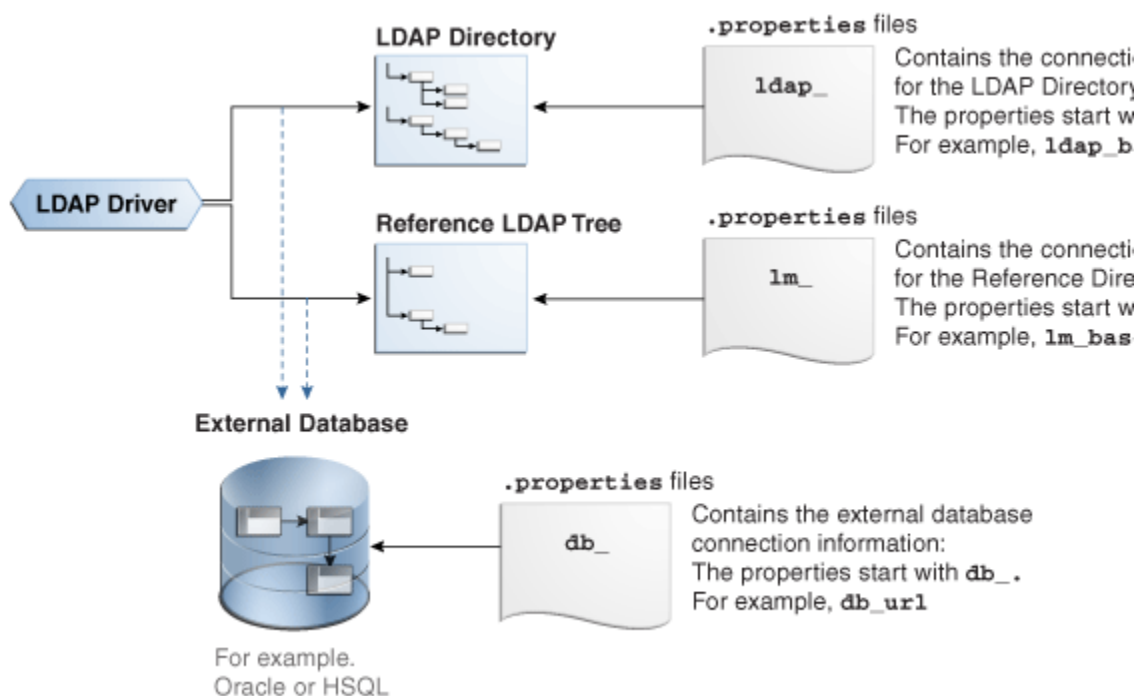 LDAP Directory
.properties files
ldap_
Contains the connecti
for the LDAP Directory
The properties start w
For example, ldap_b
LDAP Driver
Reference LDAP Tree
.properties files
lm_
Contains the connecti
for the Reference Dire
The properties start w
For example, lm_bas
External Database
.properties files
db_
Contains the external database
connection information:
The properties start with db_.
For example, db_url
For example.
Oracle or HSQL